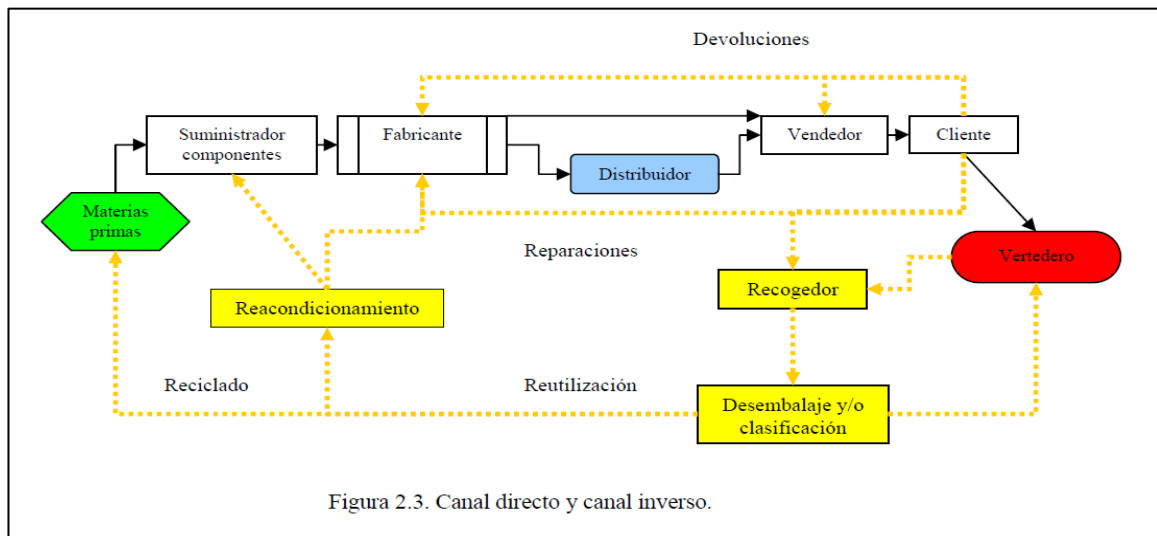 Devoluciones
Suministrador
componentes
Fabricante
Vendedor
Cliente
Distribuidor
Materias
primas
Reparaciones
Vertedero
Recogedor
Reacondicionamiento
Reciclado
Reutilización
Desembalaje y/o
clasificación
Figura 2.3. Canal directo y canal inverso.